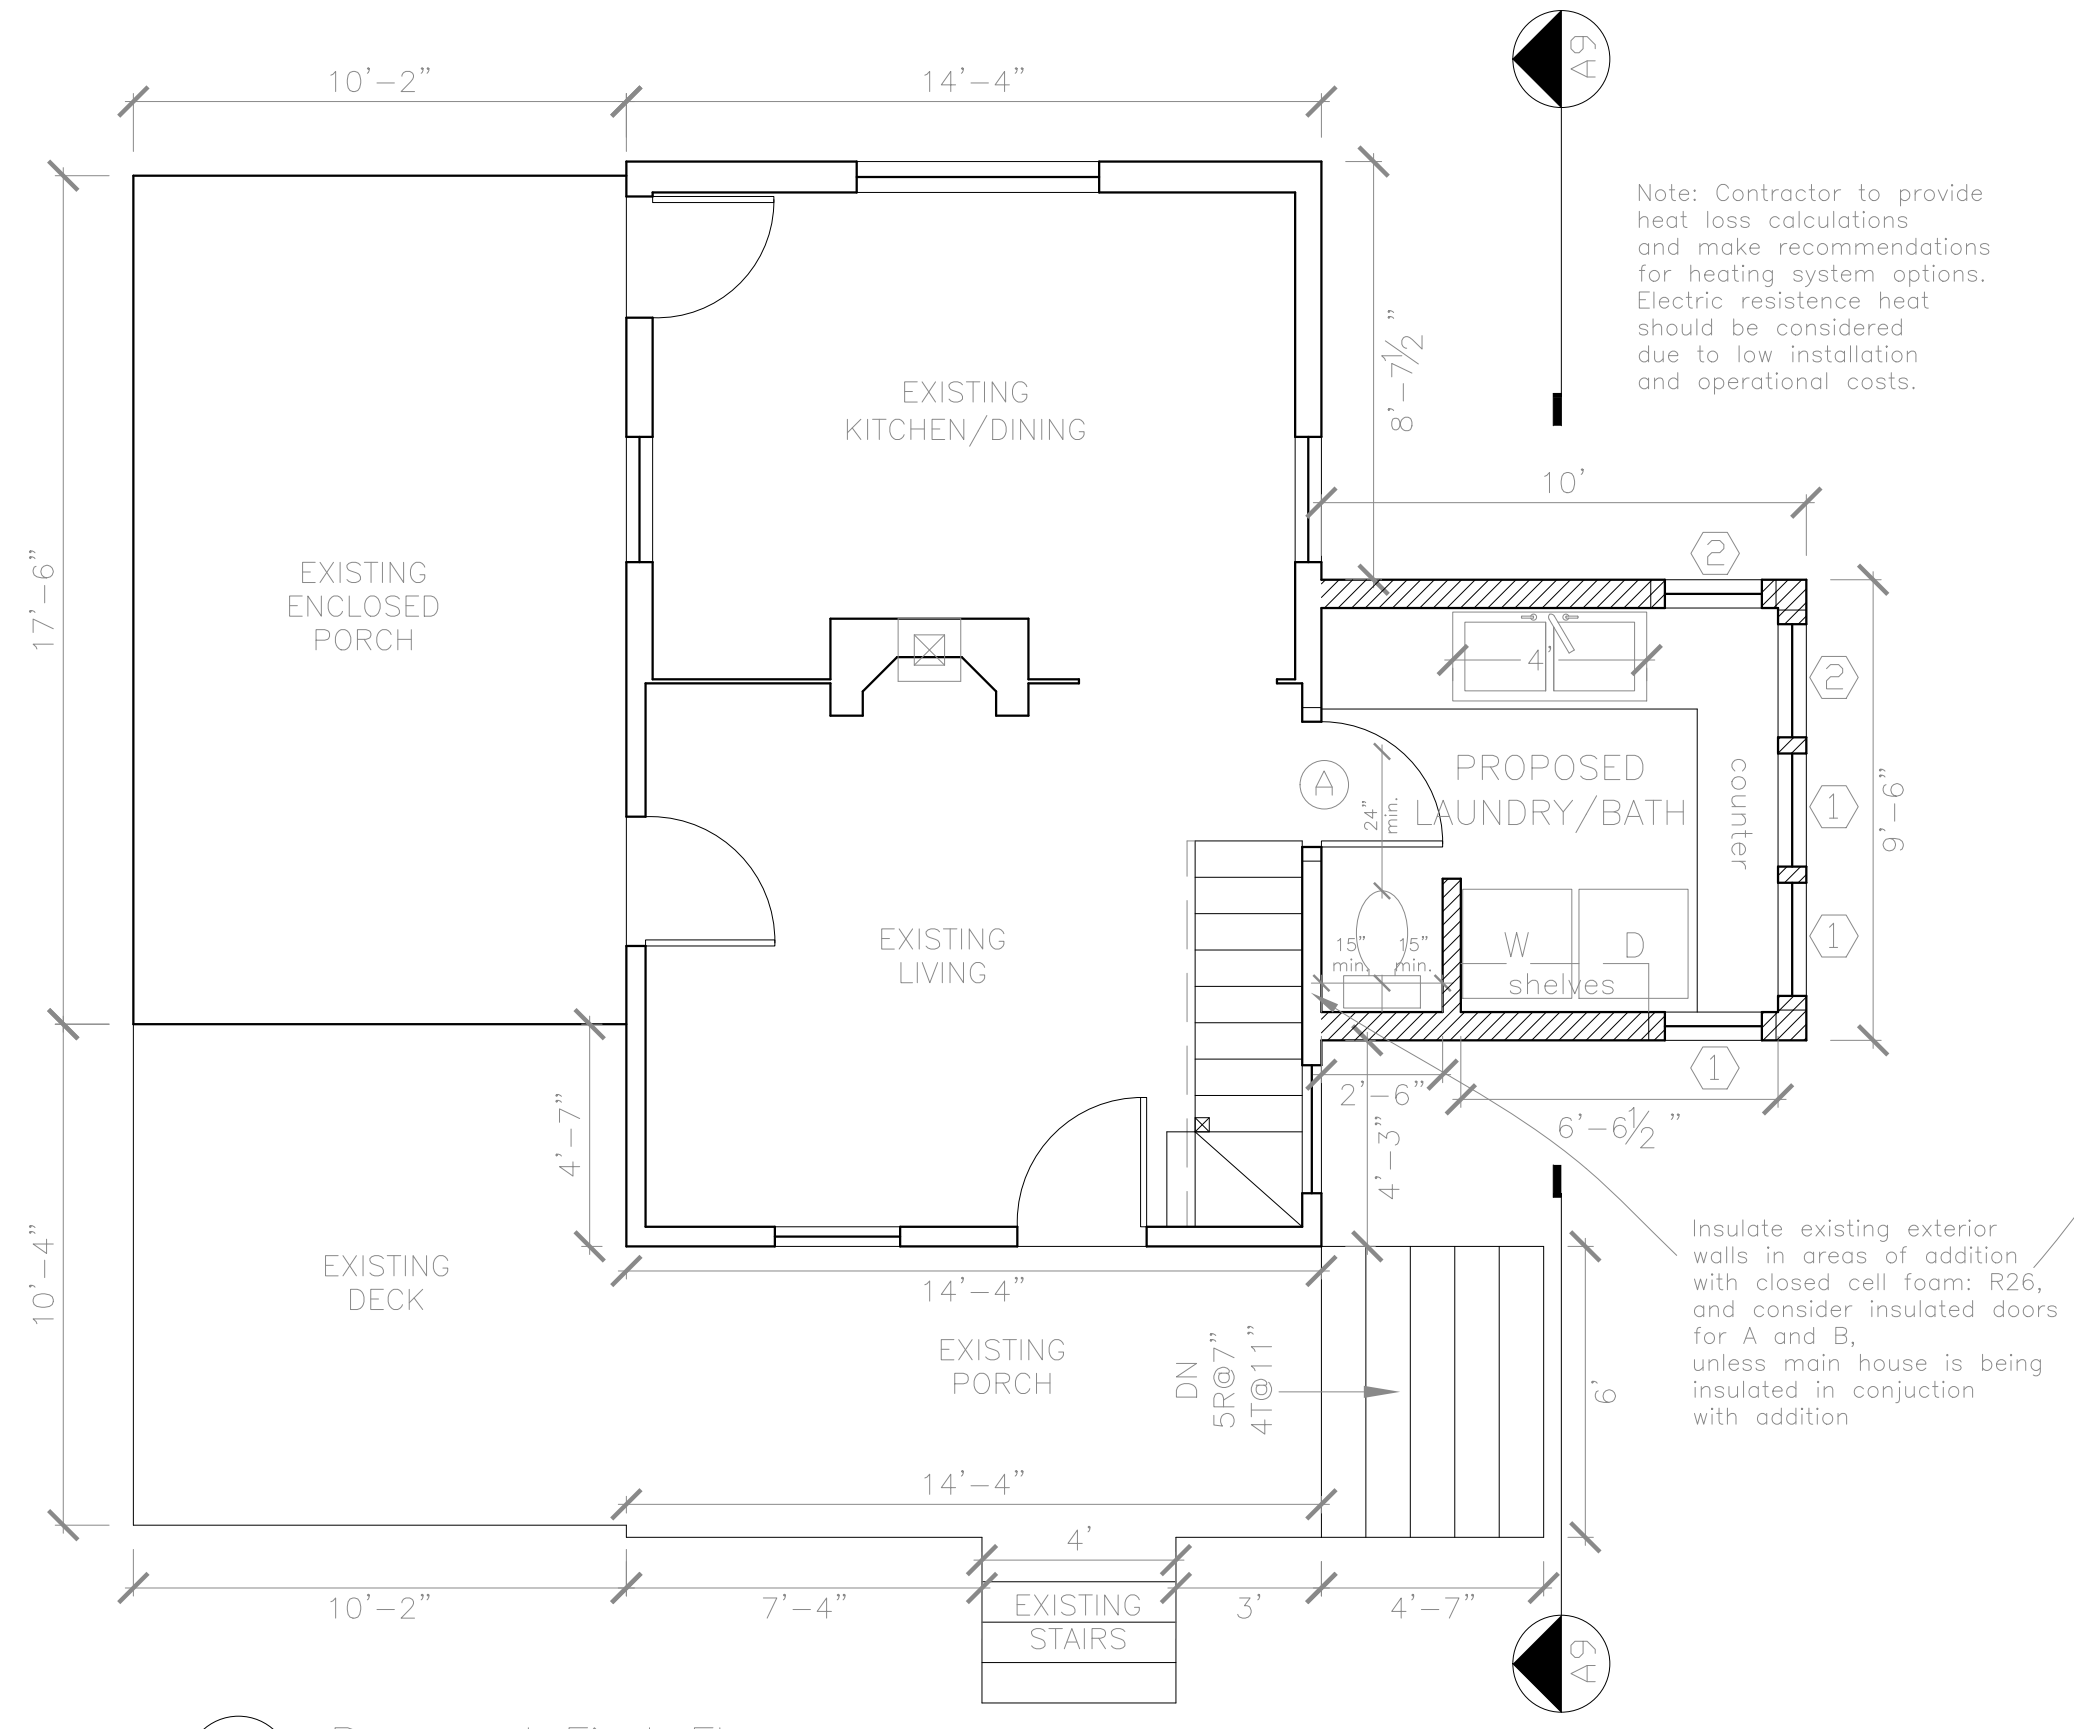 A9
10'-2"
14'-4"
Note: Contractor to provide
heat loss calculations
and make recommendations
for heating system options.
Electric resistence heat
should be considered
due to low installation
and operational costs.
8'-7½"
EXISTING
KITCHEN/DINING
10'
2
17'-6"
EXISTING
ENCLOSED
PORCH
4'
2
PROPOSED
LAUNDRY/BATH
counter
A
24"
min.
1
9'-6"
EXISTING
LIVING
15"
min.
15"
min.
W
D
shelves
1
1
2'-6"
6'-6½"
4'-7"
4'-3"
10'-4"
EXISTING
DECK
14'-4"
EXISTING
PORCH
DN
5R@7"
4T@11"
6'
Insulate existing exterior
walls in areas of addition
with closed cell foam: R26,
and consider insulated doors
for A and B,
unless main house is being
insulated in conjuction
with addition
14'-4"
4'
10'-2"
7'-4"
EXISTING
STAIRS
3'
4'-7"
A9